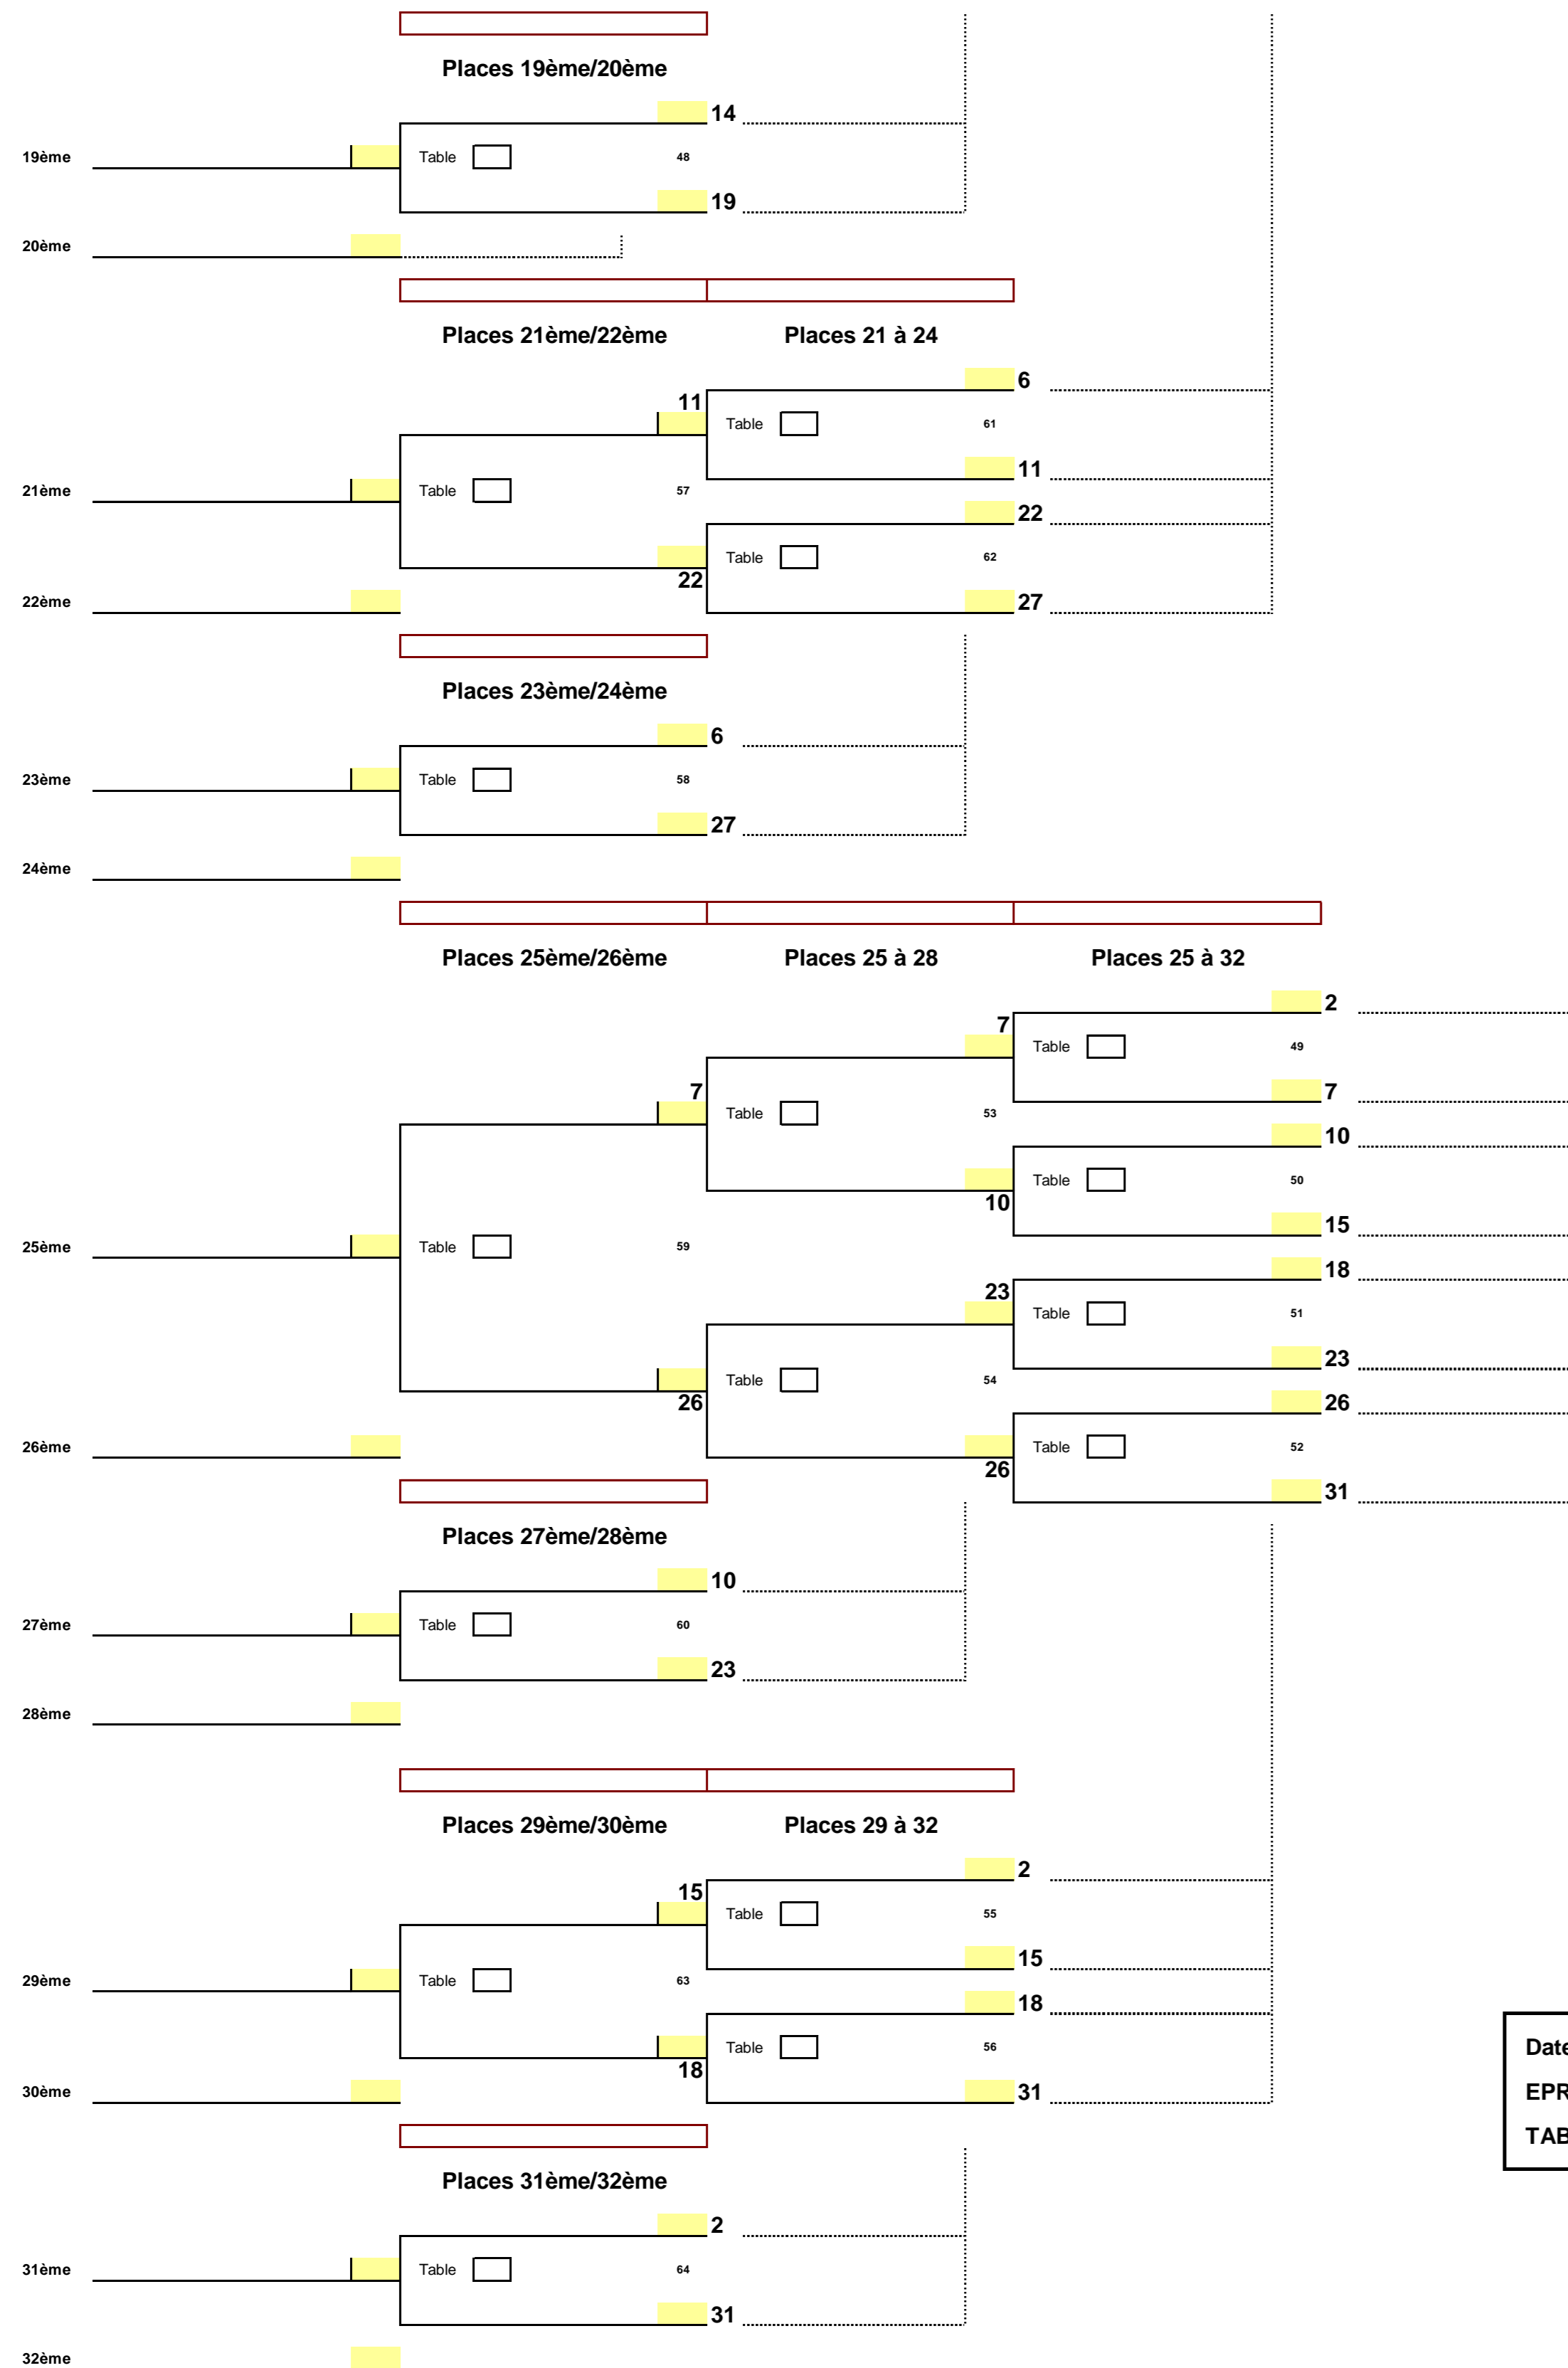 Places 19ème/20ème
14
19ème Table 48
19
20ème
Places 21ème/22ème Places 21 à 24
6
11
Table 61
11
21ème Table 57
22
Table 62
22
22ème 27
Places 23ème/24ème
6
23ème Table 58
27
24ème
Places 25ème/26ème Places 25 à 28 Places 25 à 32
2
7
Table 49
7 7
Table 53
10
Table 50
10
15
25ème Table 59
18
23
Table 51
23
Table 54
26 26
26ème Table 52
26
31
Places 27ème/28ème
10
27ème Table 60
23
28ème
Places 29ème/30ème Places 29 à 32
2
15
Table 55
15
29ème Table 63
18
Table 56
18
30ème 31
Date
EPR
TAB
Places 31ème/32ème
2
31ème Table 64
31
32ème